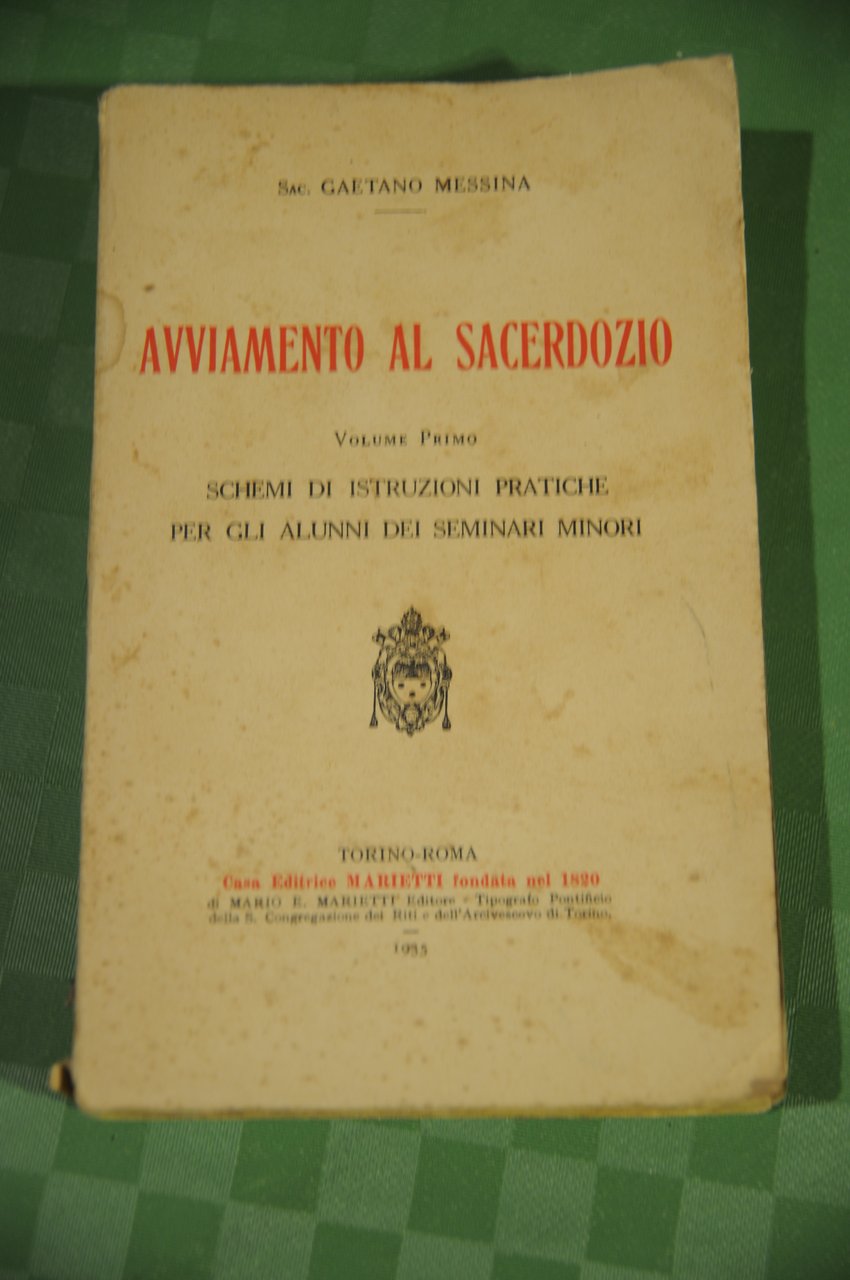 Sac. GAETANO MESSINA
AVVIAMENTO AL SACERDOZIO
Volume Primo
SCHEMI DI ISTRUZIONI PRATICHE
PER GLI ALUNNI DEI SEMINARI MINORI
TORINO-ROMA
Casa Editrice MARIETTI fondata nel 1820
di MARIO E. MARIETTI Editore - Tipografo Pontificio
della S. Congregazione dei Riti e dell'Arcivescovo di Torino.
1935